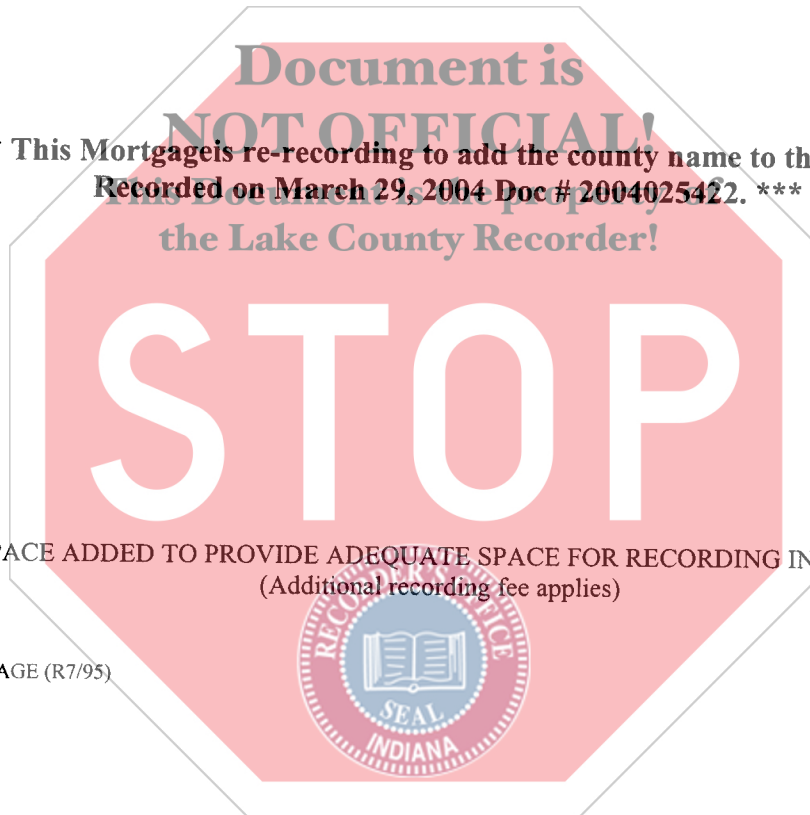 Document is
NOT OFFICIAL!
This Mortgageis re-recording to add the county name to th
This Document is the property of
Recorded on March 29, 2004 Doc # 2004025422. ***
the Lake County Recorder!
STOP
PACE ADDED TO PROVIDE ADEQUATE SPACE FOR RECORDING IN
(Additional recording fee applies)
AGE (R7/95)
RECORDER'S OFFICE
SEAL
INDIANA